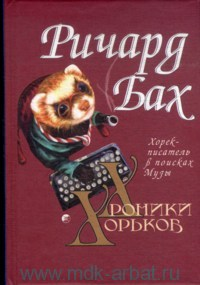 Ричард
Бах
Хорек-
писатель
в поисках
Музы
Хроники
Хорьков
www.mdk-arbat.ru